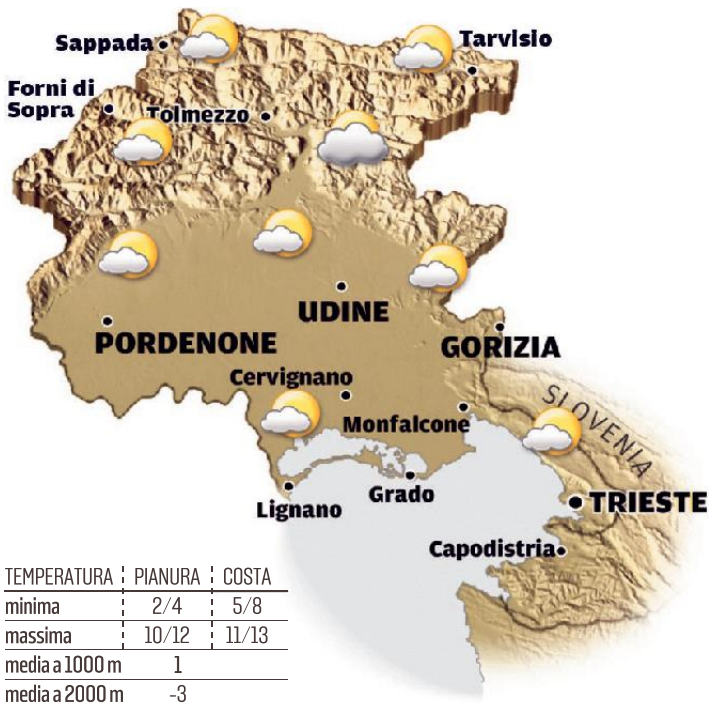 Sappada
Tarvisio
Forni di
Sopra
Tolmezzo
UDINE
PORDENONE
GORIZIA
Cervignano
SLOVENIA
Monfalcone
Lignano
Grado
TRIESTE
Capodistria
TEMPERATURA PIANURA COSTA
minima 2/4 5/8
massima 10/12 11/13
media a 1000 m 1
media a 2000 m -3